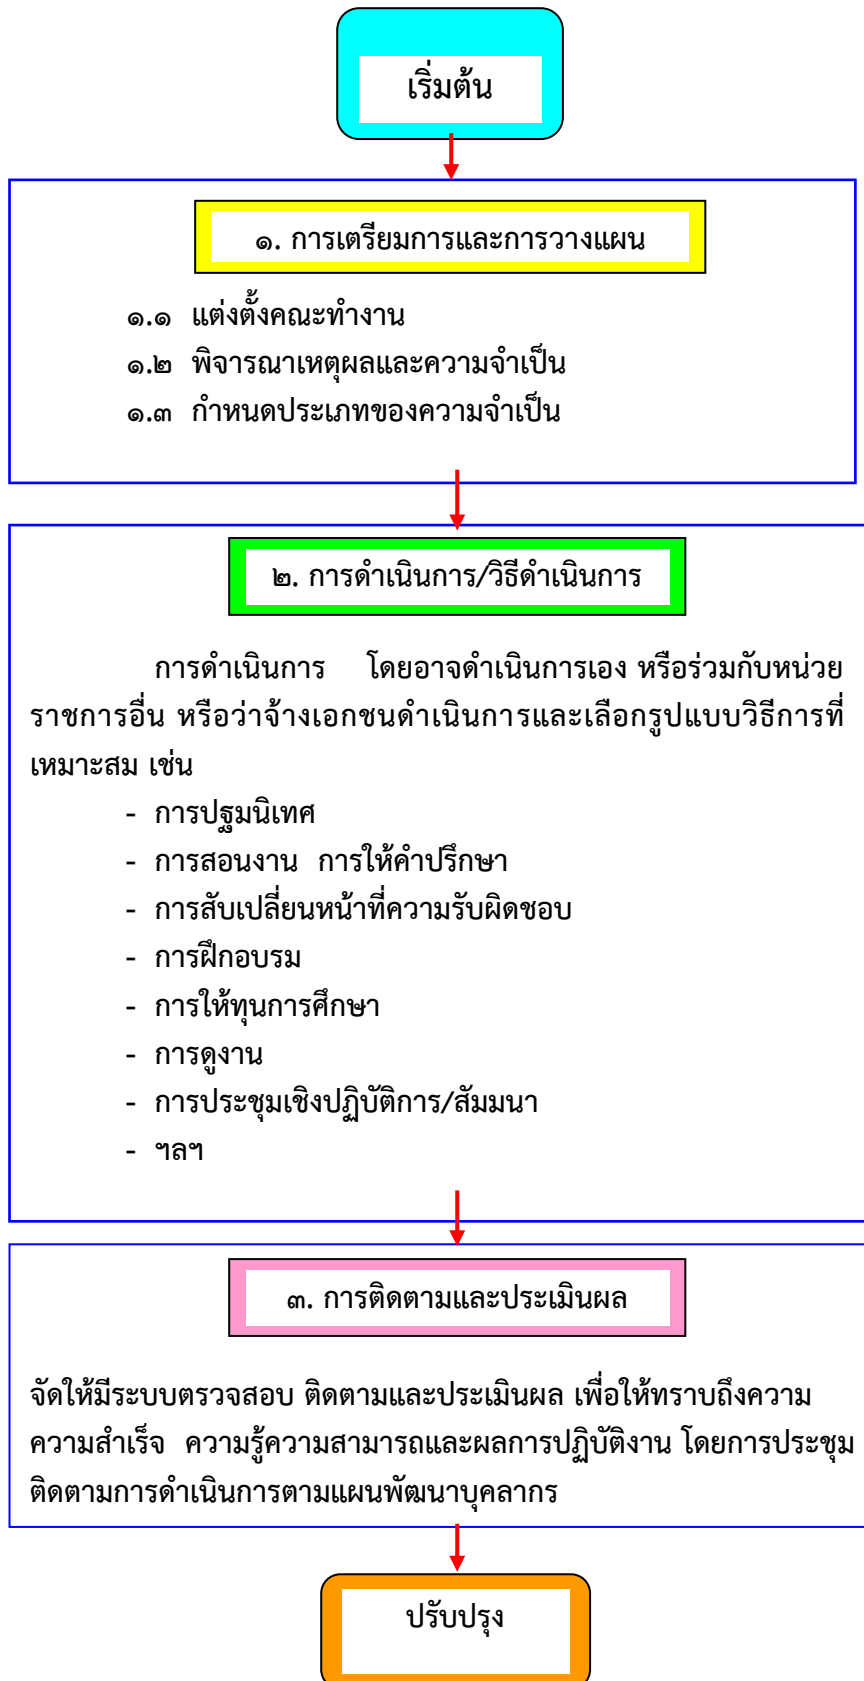 เริ่มต้น
๑. การเตรียมการและการวางแผน
๑.๑ แต่งตั้งคณะทำงาน
๑.๒ พิจารณาเหตุผลและความจำเป็น
๑.๓ กำหนดประเภทของความจำเป็น
๒. การดำเนินการ/วิธีดำเนินการ
การดำเนินการ โดยอาจดำเนินการเอง หรือร่วมกับหน่วย
ราชการอื่น หรือว่าจ้างเอกชนดำเนินการและเลือกรูปแบบวิธีการที่
เหมาะสม เช่น
- การปฐมนิเทศ
- การสอนงาน การให้คำปรึกษา
- การสับเปลี่ยนหน้าที่ความรับผิดชอบ
- การฝึกอบรม
- การให้ทุนการศึกษา
- การดูงาน
- การประชุมเชิงปฏิบัติการ/สัมมนา
- ฯลฯ
๓. การติดตามและประเมินผล
จัดให้มีระบบตรวจสอบ ติดตามและประเมินผล เพื่อให้ทราบถึงความ
ความสำเร็จ ความรู้ความสามารถและผลการปฏิบัติงาน โดยการประชุม
ติดตามการดำเนินการตามแผนพัฒนาบุคลากร
ปรับปรุง